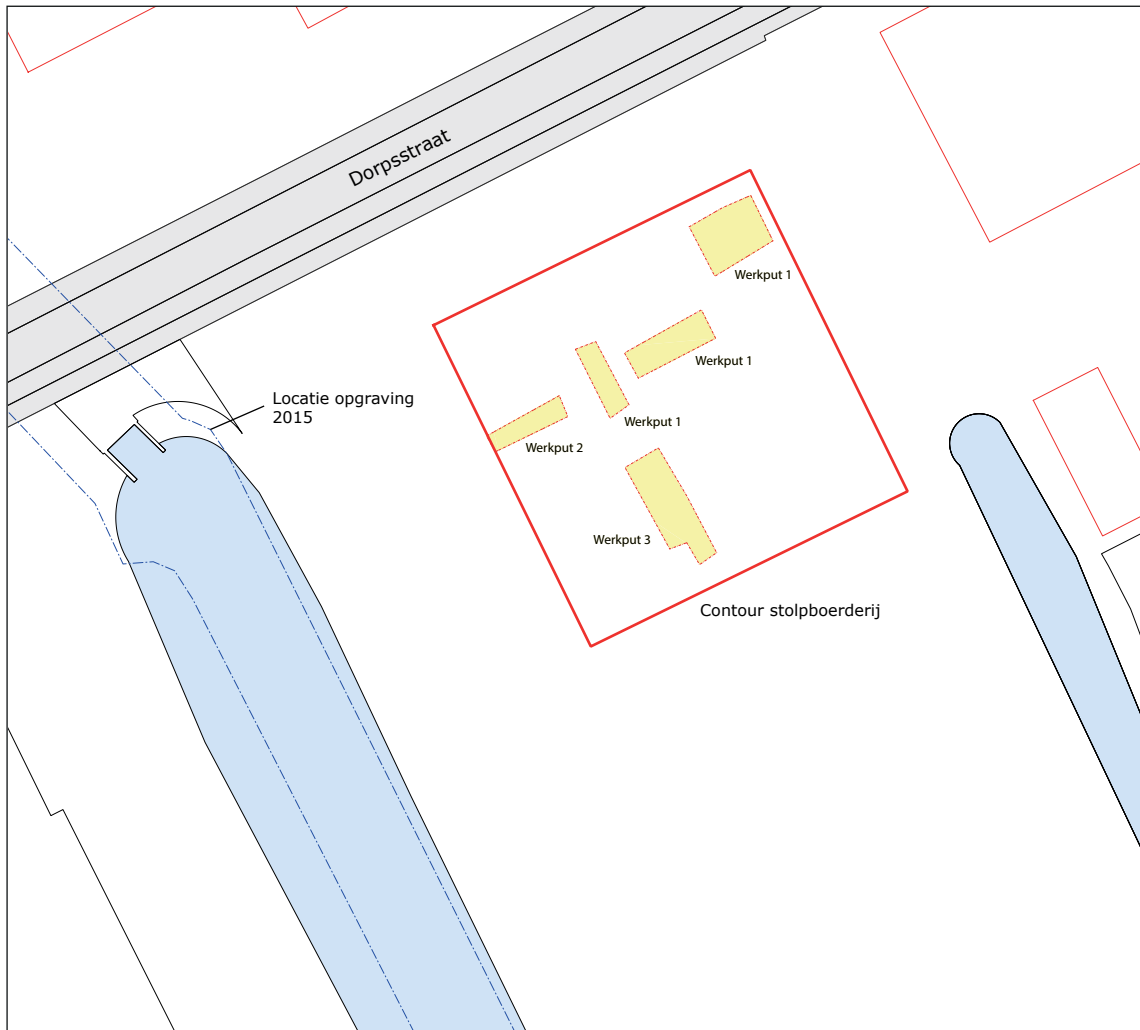 Dorpsstraat
Werkput 1
Werkput 1
Locatie opgraving
2015
Werkput 1
Werkput 2
Werkput 3
Contour stolpboerderij